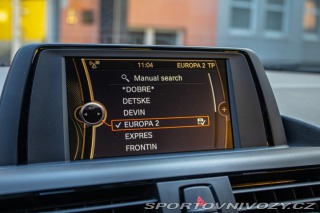 11:04 EUROPA 2 TP
Manual search
*DOBRE*
DETSKE
DEVIN
EUROPA 2
EXPRES
FRONTIN
SPORTOVNIVOZY.CZ